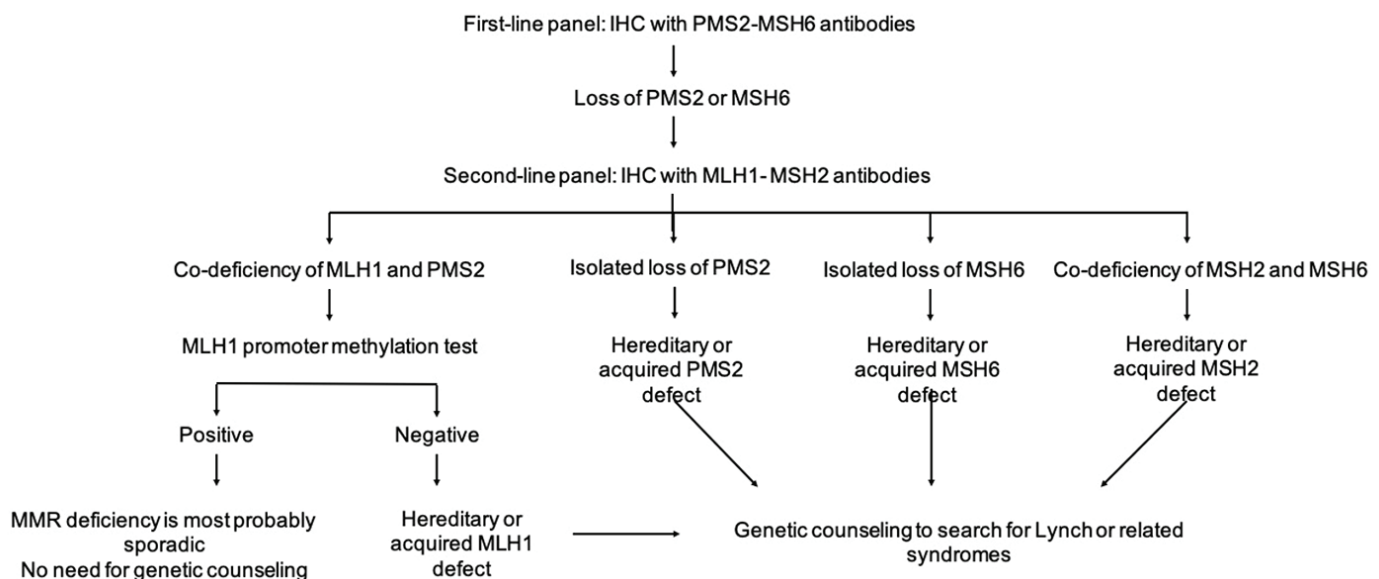 First-line panel: IHC with PMS2-MSH6 antibodies
Loss of PMS2 or MSH6
Second-line panel: IHC with MLH1- MSH2 antibodies
Co-deficiency of MLH1 and PMS2
Isolated loss of PMS2
Isolated loss of MSH6
Co-deficiency of MSH2 and MSH6
MLH1 promoter methylation test
Hereditary or
acquired PMS2
defect
Hereditary or
acquired MSH6
defect
Hereditary or
acquired MSH2
defect
Positive
Negative
MMR deficiency is most probably
sporadic
No need for genetic counseling
Hereditary or
acquired MLH1
defect
Genetic counseling to search for Lynch or related
syndromes